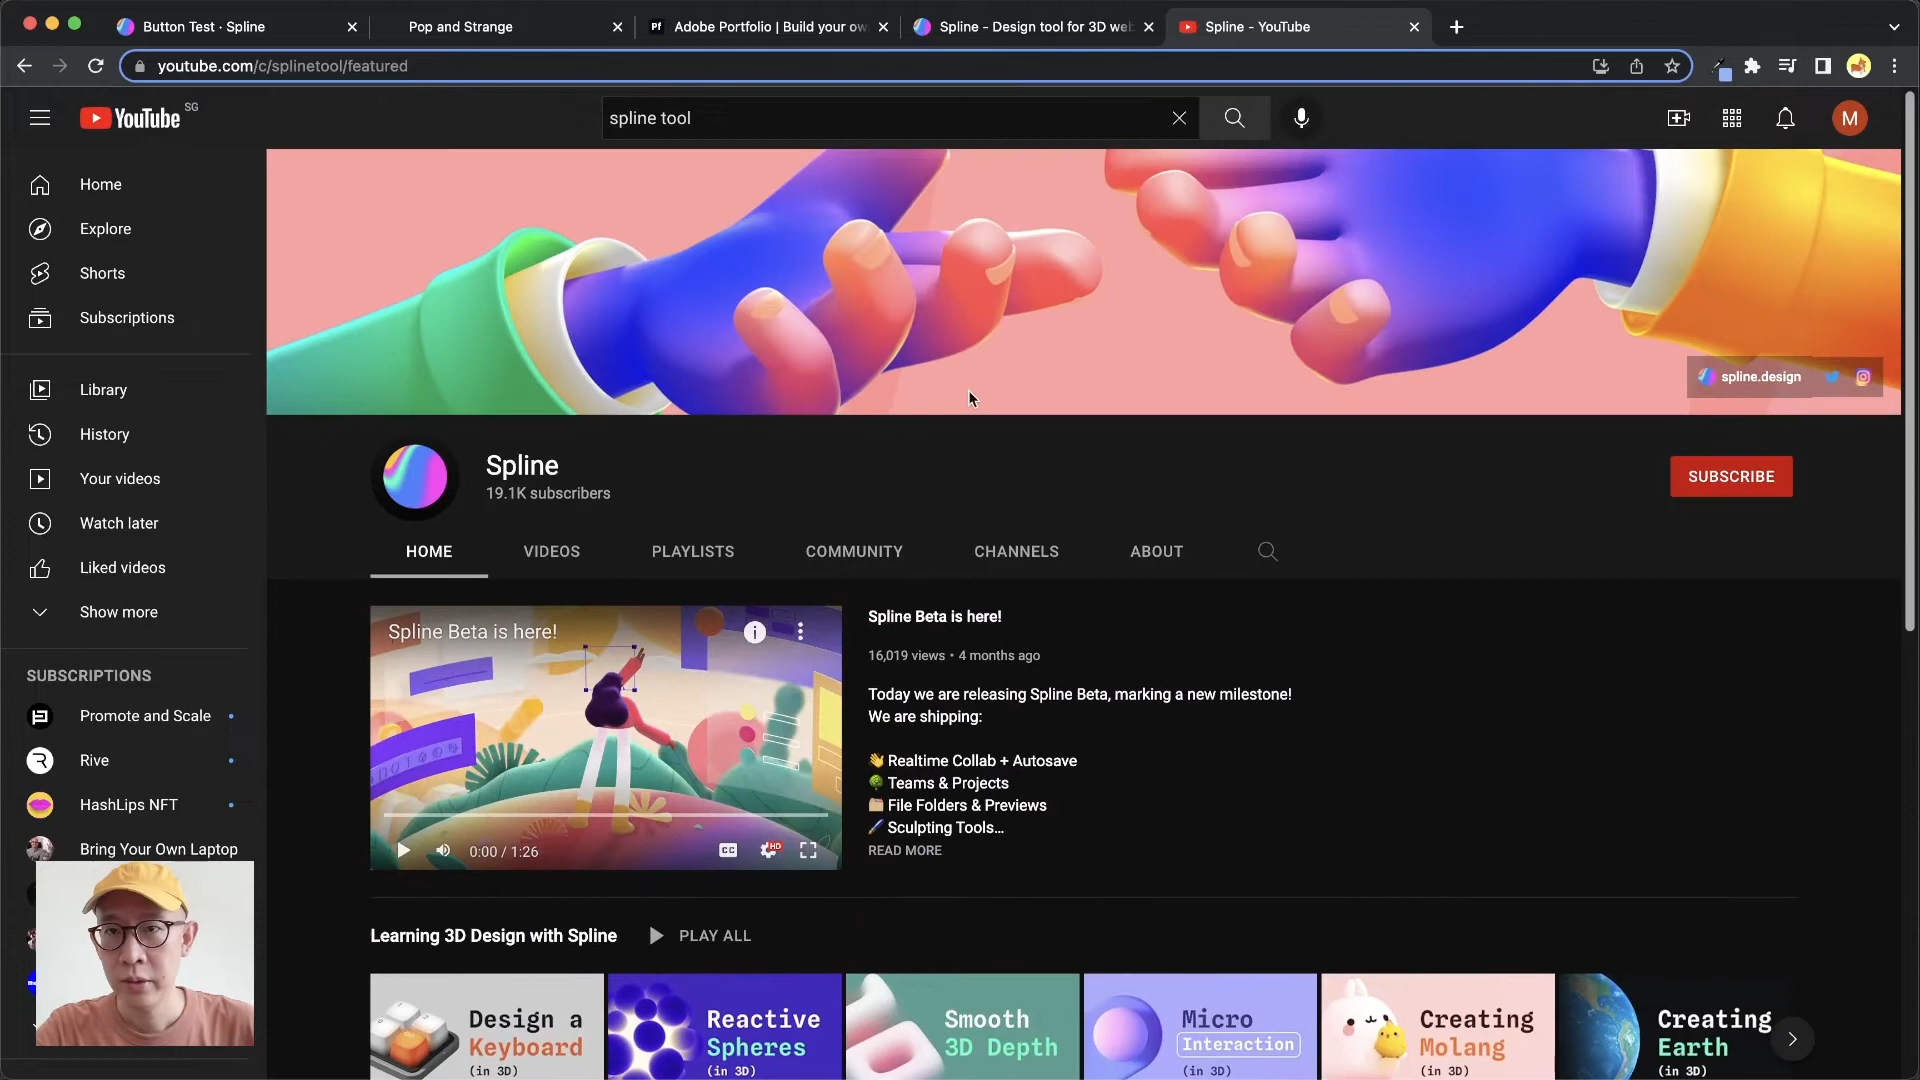 Button Test · Spline
Pop and Strange
Pf
Adobe Portfolio | Build your ow
Spline - Design tool for 3D we
Spline - YouTube
youtube.com/c/splinetool/featured
YouTube SG
spline tool
M
Home
Explore
Shorts
Subscriptions
Library
History
Your videos
Watch later
Liked videos
Show more
SUBSCRIPTIONS
Promote and Scale
Rive
HashLips NFT
Bring Your Own Laptop
spline.design
Spline
19.1K subscribers
SUBSCRIBE
HOME
VIDEOS
PLAYLISTS
COMMUNITY
CHANNELS
ABOUT
Spline Beta is here!
0:00 / 1:26
CC
HD
Spline Beta is here!
16,019 views • 4 months ago
Today we are releasing Spline Beta, marking a new milestone!
We are shipping:
👋 Realtime Collab + Autosave
🌳 Teams & Projects
🗂 File Folders & Previews
🖌 Sculpting Tools...
READ MORE
Learning 3D Design with Spline
PLAY ALL
Design a
Keyboard
(in 3D)
Reactive
Spheres
(in 3D)
Smooth
3D Depth
Micro
Interaction
(in 3D)
Creating
Molang
(in 3D)
Creating
Earth
(in 3D)